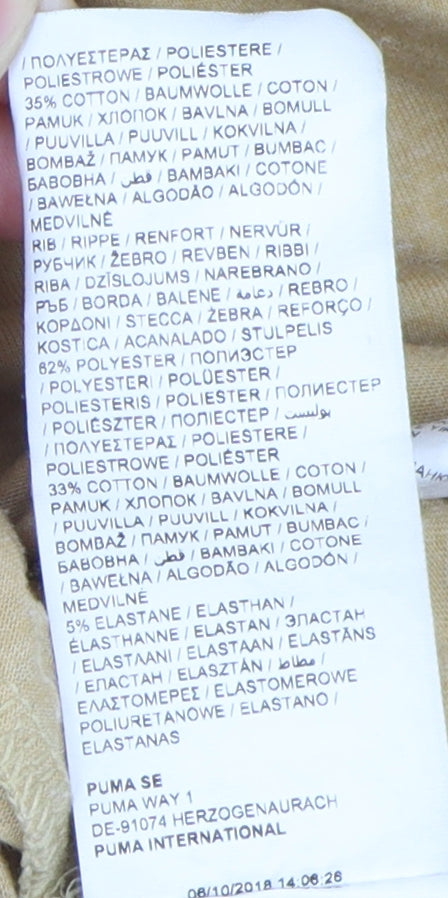 / ΠΟΛΥΕΣΤΕΡΑΣ / POLIESTERE /
POLIESTROWE / POLIÉSTER
35% COTTON / BAUMWOLLE / COTON /
PAMUK / ХЛОПОК / BAVLNA / BOMULL
/ PUUVILLA / PUUVILL / KOKVILNA /
BOMBAŽ / ПАМУК / PAMUT / BUMBAC /
БАВОВНА / قطن / BAMBAKI / COTONE
/ BAWEŁNA / ALGODÃO / ALGODÓN /
MEDVILNĖ
RIB / RIPPE / RENFORT / NERVÜR /
РУБЧИК / ŽEBRO / REVBEN / RIBBI /
RIBA / DZĪSLOJUMS / NAREBRANO /
РЪБ / BORDA / BALENE / دعامة / REBRO /
ΚΟΡΔΟΝΙ / STECCA / ŻEBRA / REFORÇO /
KOSTICA / ACANALADO / STULPELIS
62% POLYESTER / ПОЛИЭСТЕР
/ POLYESTERI / POLÜESTER /
POLIESTERIS / POLIESTER / ПОЛИЕСТЕР
/ POLIÉSZTER / ПОЛІЕСТЕР / بوليستر
/ ΠΟΛΥΕΣΤΕΡΑΣ / POLIESTERE /
POLIESTROWE / POLIÉSTER
33% COTTON / BAUMWOLLE / COTON /
PAMUK / ХЛОПОК / BAVLNA / BOMULL
/ PUUVILLA / PUUVILL / KOKVILNA /
BOMBAŽ / ПАМУК / PAMUT / BUMBAC /
БАВОВНА / قطن / BAMBAKI / COTONE
/ BAWEŁNA / ALGODÃO / ALGODÓN /
MEDVILNĖ
5% ELASTANE / ELASTHAN /
ÉLASTHANNE / ELASTAN / ЭЛАСТАН
/ ELASTAANI / ELASTAAN / ELASTĀNS
/ ЕЛАСТАН / ELASZTÁN / مطاط /
ΕΛΑΣΤΟΜΕΡΕΣ / ELASTOMEROWE
POLIURETANOWE / ELASTANO /
ELASTANAS
PUMA SE
PUMA WAY 1
DE-91074 HERZOGENAURACH
PUMA INTERNATIONAL
06/10/2018 14:06:26